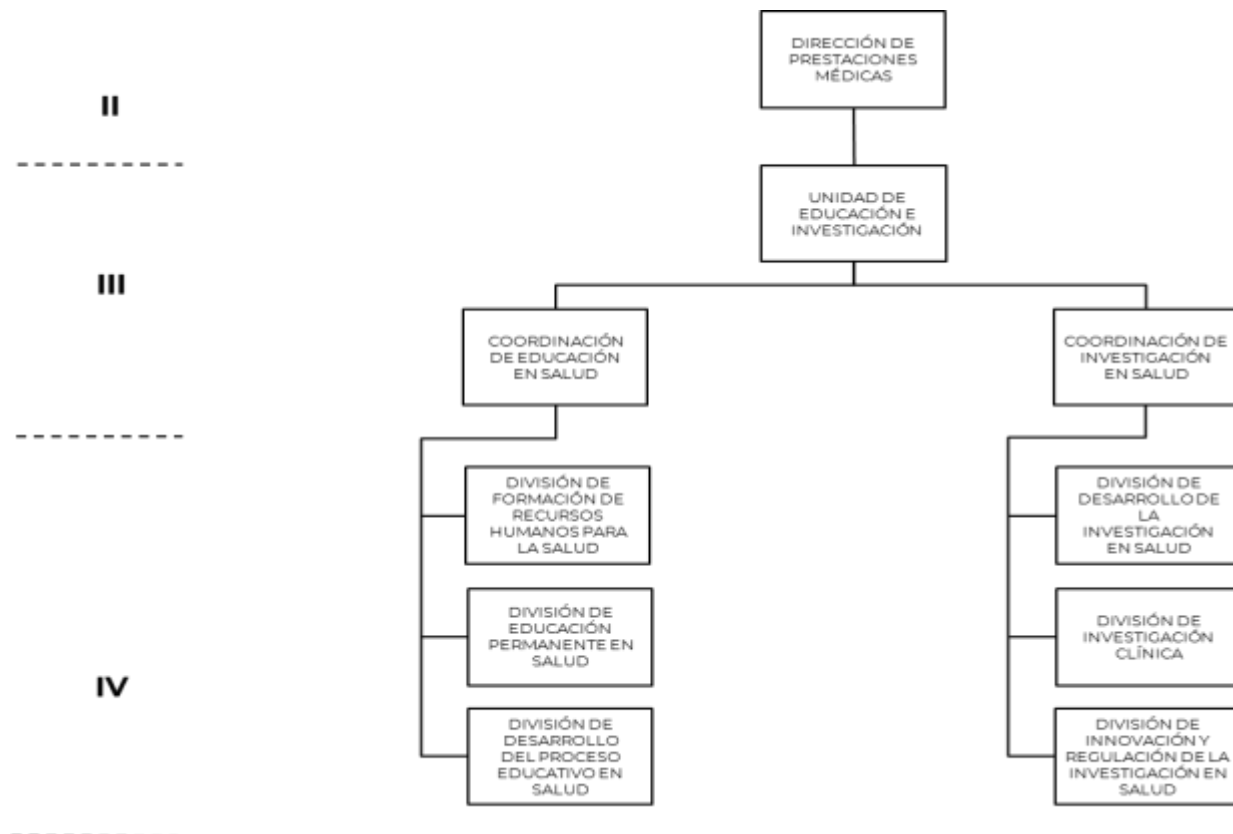 DIRECCIÓN DE
PRESTACIONES
MÉDICAS
II
UNIDAD DE
EDUCACIÓN E
INVESTIGACIÓN
III
COORDINACIÓN
DE EDUCACIÓN
EN SALUD
COORDINACIÓN DE
INVESTIGACIÓN
EN SALUD
DIVISIÓN DE
FORMACIÓN DE
RECURSOS
HUMANOS PARA
LA SALUD
DIVISIÓN DE
EDUCACIÓN
PERMANENTE EN
SALUD
DIVISIÓN DE
DESARROLLO
DEL PROCESO
EDUCATIVO EN
SALUD
DIVISIÓN DE
DESARROLLO DE
LA
INVESTIGACIÓN
EN SALUD
DIVISIÓN DE
INVESTIGACIÓN
CLÍNICA
DIVISIÓN DE
INNOVACIÓN Y
REGULACIÓN DE LA
INVESTIGACIÓN EN
SALUD
IV